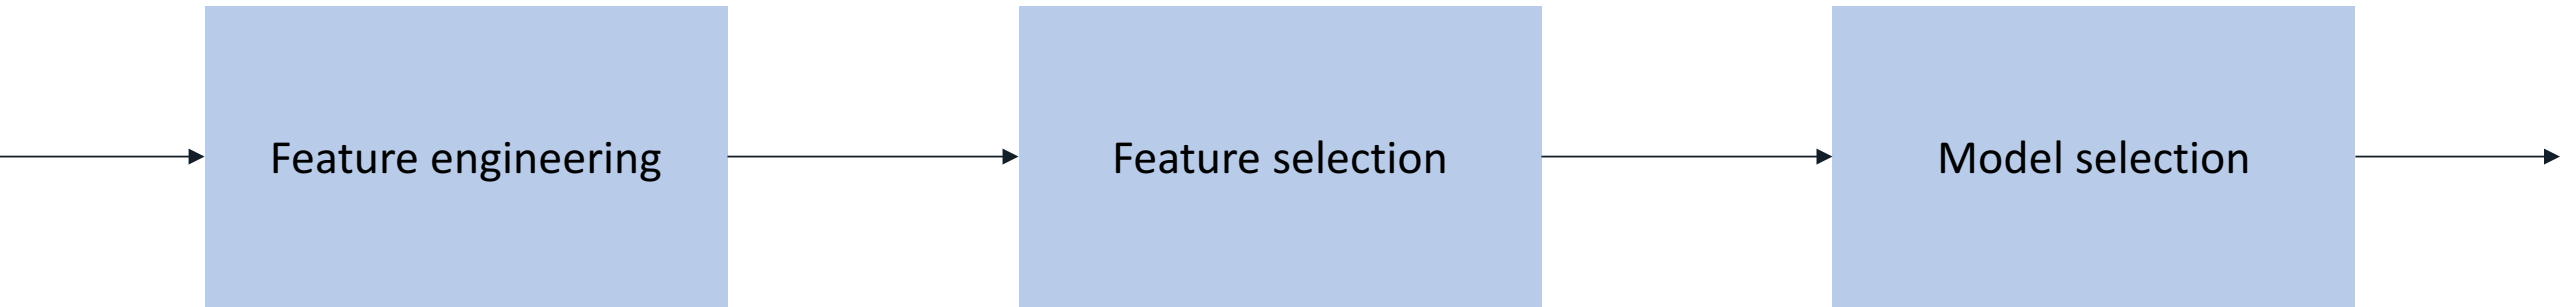 Feature engineering
Feature selection
Model selection